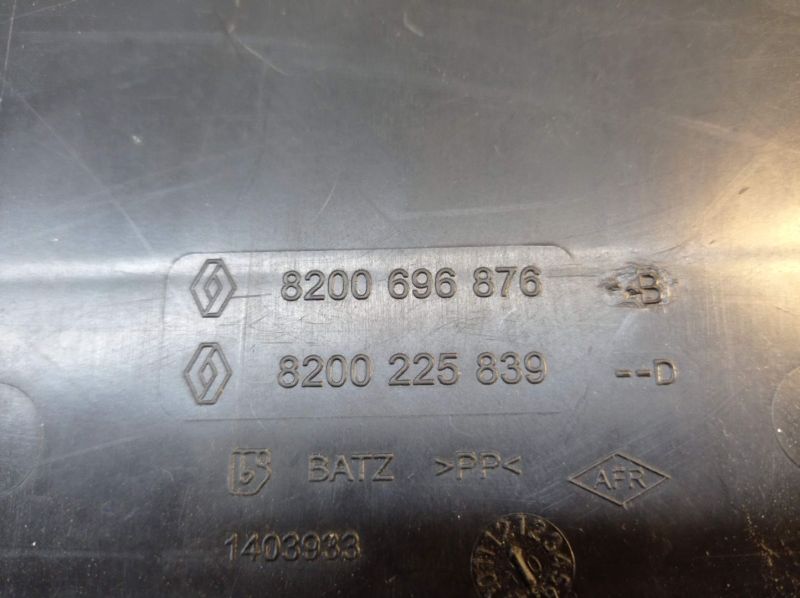 8200 696 876 --B
8200 225 839 --D
BATZ >PP< AFR
1403933